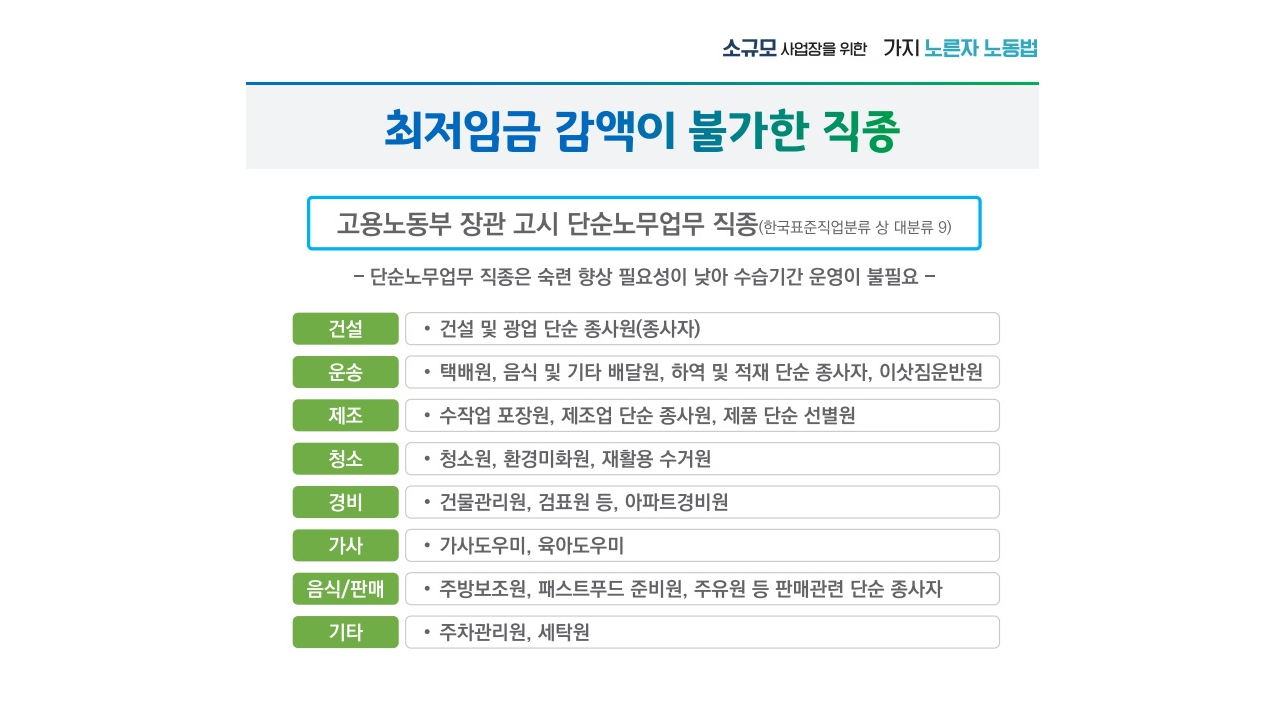 소규모 사업장을 위한 가지 노른자 노동법
최저임금 감액이 불가한 직종
고용노동부 장관 고시 단순노무업무 직종(한국표준직업분류 상 대분류 9)
– 단순노무업무 직종은 숙련 향상 필요성이 낮아 수습기간 운영이 불필요 –
건설 • 건설 및 광업 단순 종사원(종사자)
운송 • 택배원, 음식 및 기타 배달원, 하역 및 적재 단순 종사자, 이삿짐운반원
제조 • 수작업 포장원, 제조업 단순 종사원, 제품 단순 선별원
청소 • 청소원, 환경미화원, 재활용 수거원
경비 • 건물관리원, 검표원 등, 아파트경비원
가사 • 가사도우미, 육아도우미
음식/판매 • 주방보조원, 패스트푸드 준비원, 주유원 등 판매관련 단순 종사자
기타 • 주차관리원, 세탁원